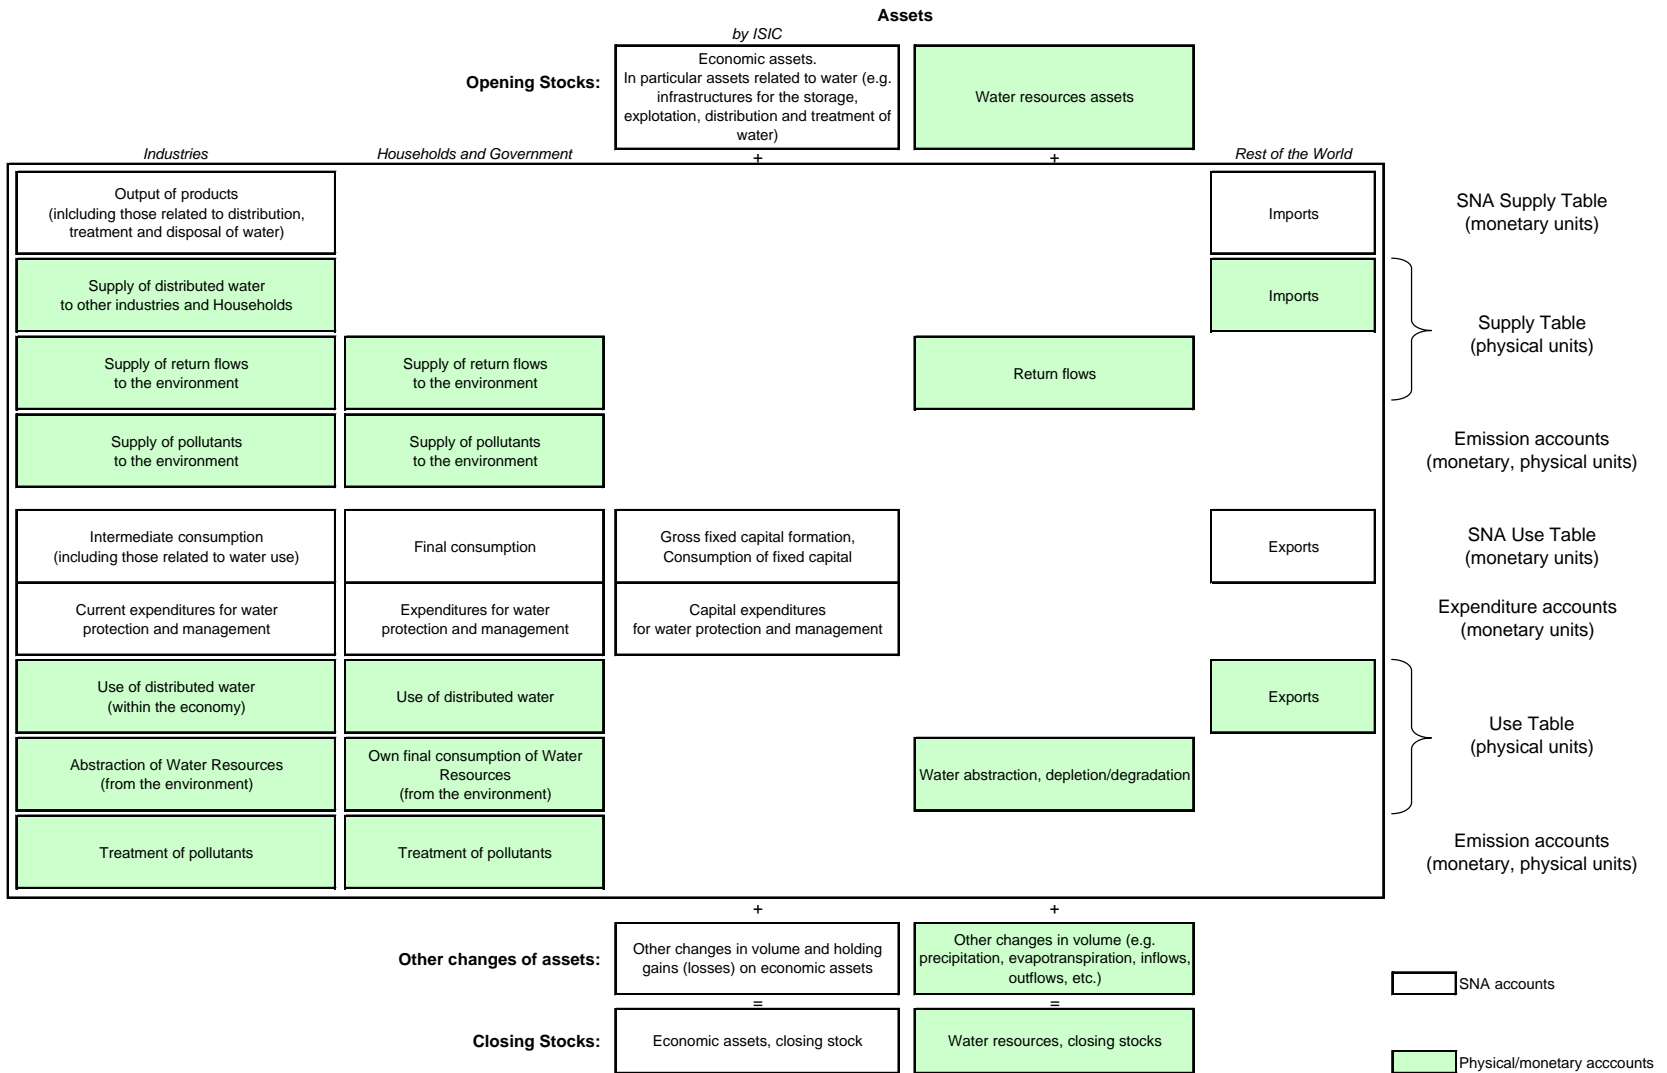 Assets
by ISIC
Opening Stocks:
Economic assets.
In particular assets related to water (e.g.
infrastructures for the storage,
explotation, distribution and treatment of
water)
Water resources assets
Industries
Households and Government
+
+
Rest of the World
Output of products
(inlcluding those related to distribution,
treatment and disposal of water)
Imports
SNA Supply Table
(monetary units)
Supply of distributed water
to other industries and Households
Imports
Supply Table
(physical units)
Supply of return flows
to the environment
Supply of return flows
to the environment
Return flows
Supply of pollutants
to the environment
Supply of pollutants
to the environment
Emission accounts
(monetary, physical units)
Intermediate consumption
(including those related to water use)
Final consumption
Gross fixed capital formation,
Consumption of fixed capital
Exports
SNA Use Table
(monetary units)
Current expenditures for water
protection and management
Expenditures for water
protection and management
Capital expenditures
for water protection and management
Expenditure accounts
(monetary units)
Use of distributed water
(within the economy)
Use of distributed water
Exports
Use Table
(physical units)
Abstraction of Water Resources
(from the environment)
Own final consumption of Water
Resources
(from the environment)
Water abstraction, depletion/degradation
Treatment of pollutants
Treatment of pollutants
Emission accounts
(monetary, physical units)
+
+
Other changes of assets:
Other changes in volume and holding
gains (losses) on economic assets
Other changes in volume (e.g.
precipitation, evapotranspiration, inflows,
outflows, etc.)
SNA accounts
=
=
Closing Stocks:
Economic assets, closing stock
Water resources, closing stocks
Physical/monetary acccounts